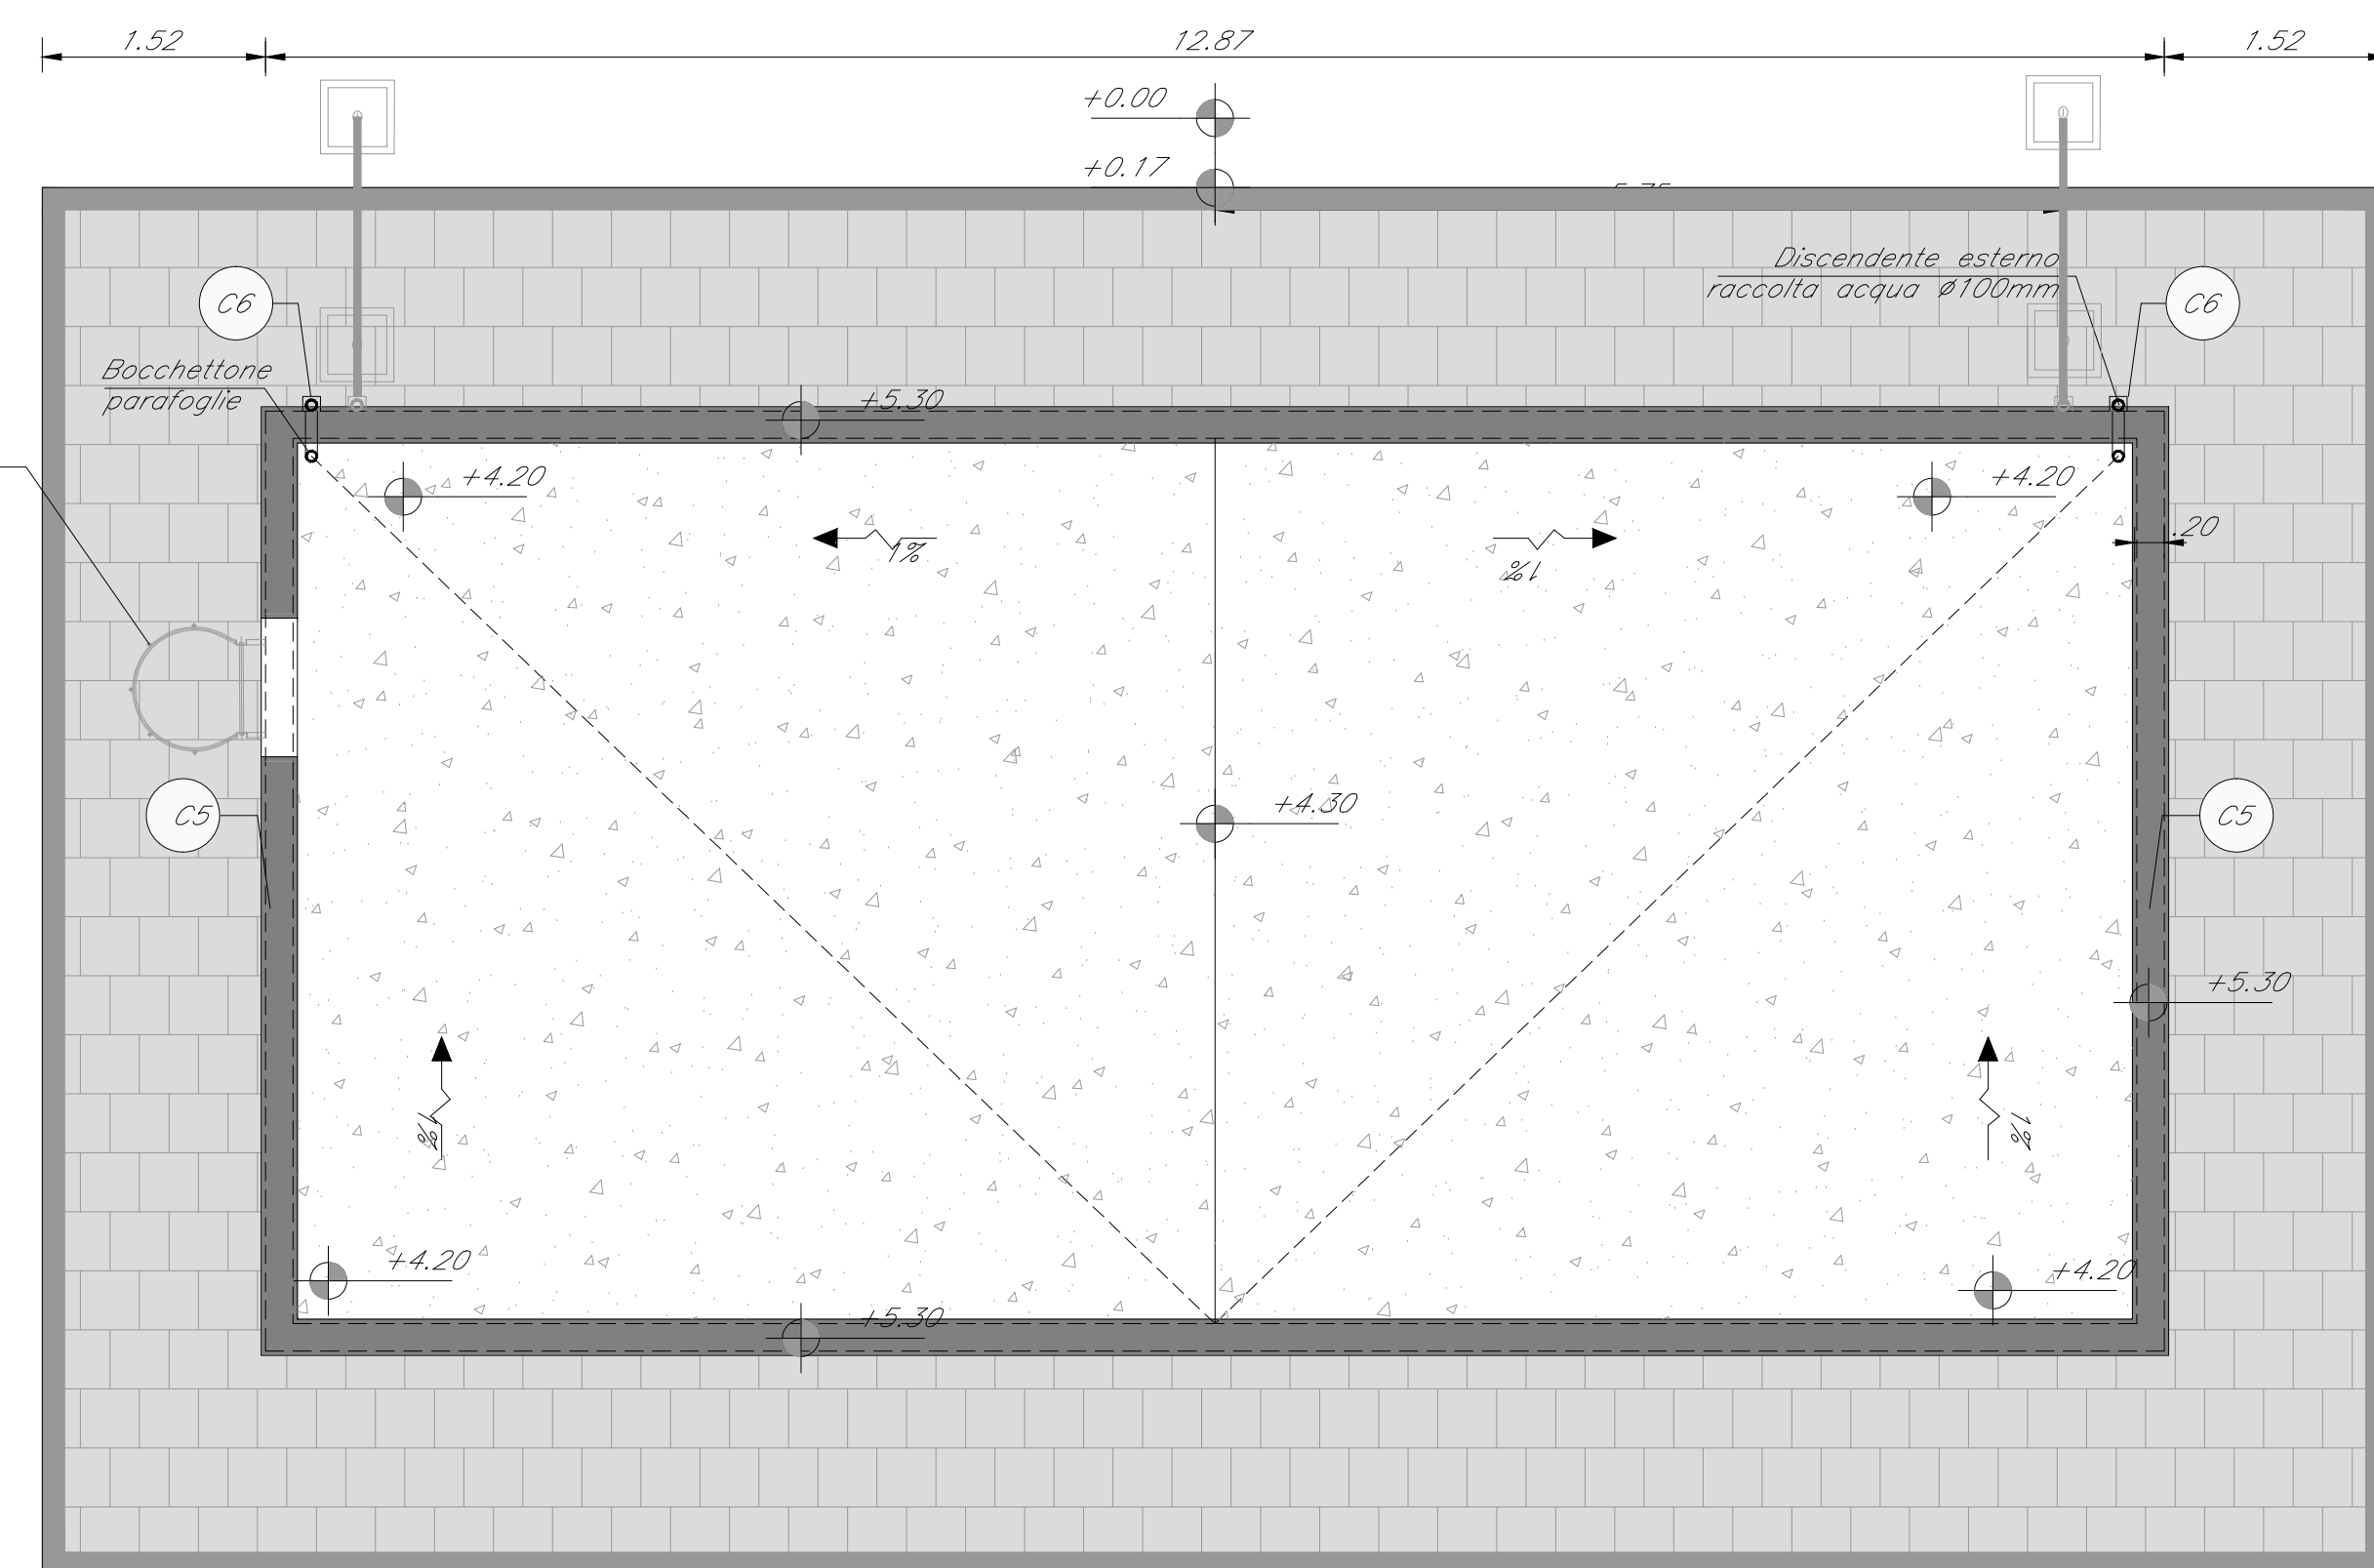 1.52
12.87
1.52
+0.00
+0.17
Discendente esterno
raccolta acqua ø100mm
C6
C6
Bocchettone
parafoglie
+5.30
+4.20
+4.20
.20
1%
1%
+4.30
C5
C5
+5.30
1%
1%
+4.20
+4.20
+5.30